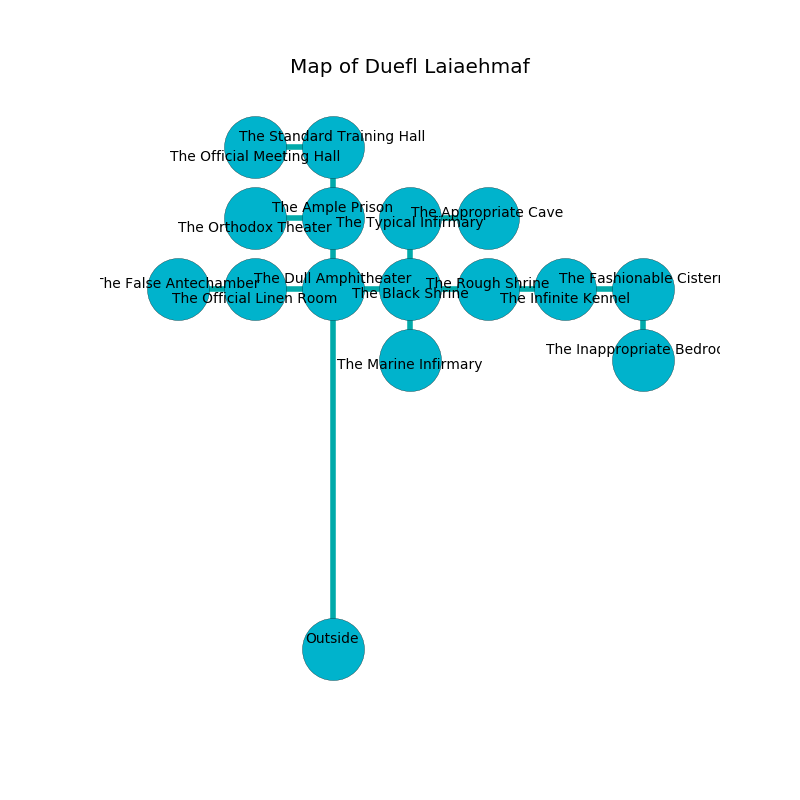 Map of Duefl Laiaehmaf
The Standard Training Hall
The Official Meeting Hall
The Ample Prison
The Appropriate Cave
The Typical Infirmary
The Orthodox Theater
The Dull Amphitheater
The Fashionable Cistern
The False Antechamber
The Rough Shrine
The Black Shrine
The Official Linen Room
The Infinite Kennel
The Inappropriate Bedroo
The Marine Infirmary
Outside